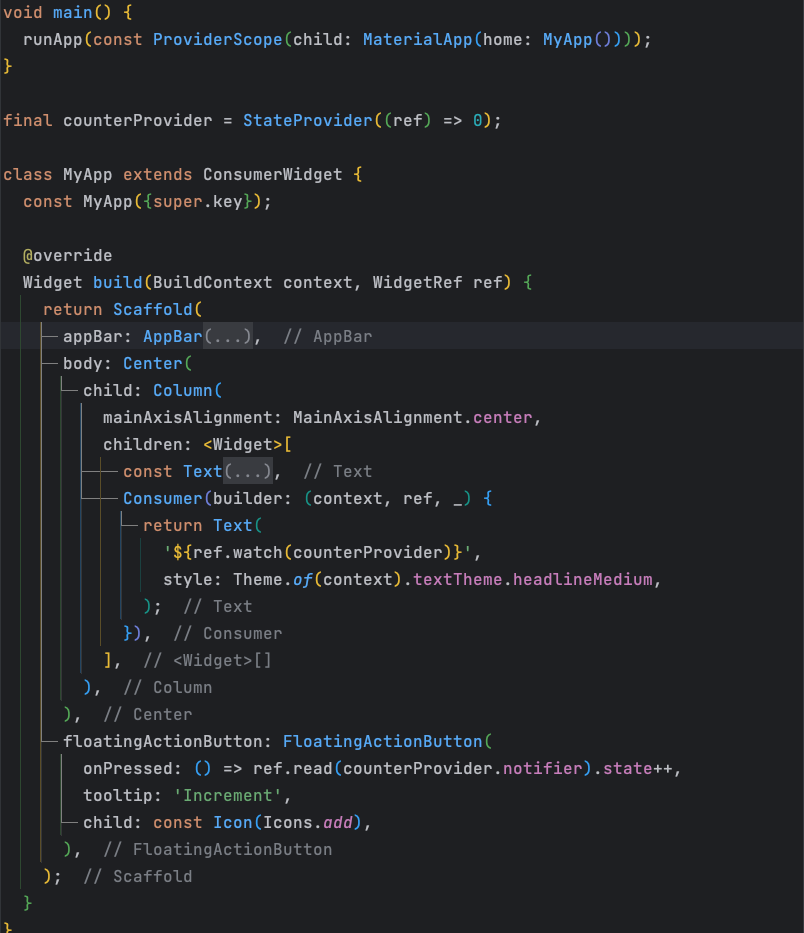 void main() {
  runApp(const ProviderScope(child: MaterialApp(home: MyApp())));
}

final counterProvider = StateProvider((ref) => 0);

class MyApp extends ConsumerWidget {
  const MyApp({super.key});

  @override
  Widget build(BuildContext context, WidgetRef ref) {
    return Scaffold(
      appBar: AppBar(...),  // AppBar
      body: Center(
        child: Column(
          mainAxisAlignment: MainAxisAlignment.center,
          children: <Widget>[
            const Text(...),  // Text
            Consumer(builder: (context, ref, _) {
              return Text(
                '${ref.watch(counterProvider)}',
                style: Theme.of(context).textTheme.headlineMedium,
              );  // Text
            }),  // Consumer
          ],  // <Widget>[]
        ),  // Column
      ),  // Center
      floatingActionButton: FloatingActionButton(
        onPressed: () => ref.read(counterProvider.notifier).state++,
        tooltip: 'Increment',
        child: const Icon(Icons.add),
      ),  // FloatingActionButton
    );  // Scaffold
  }
}